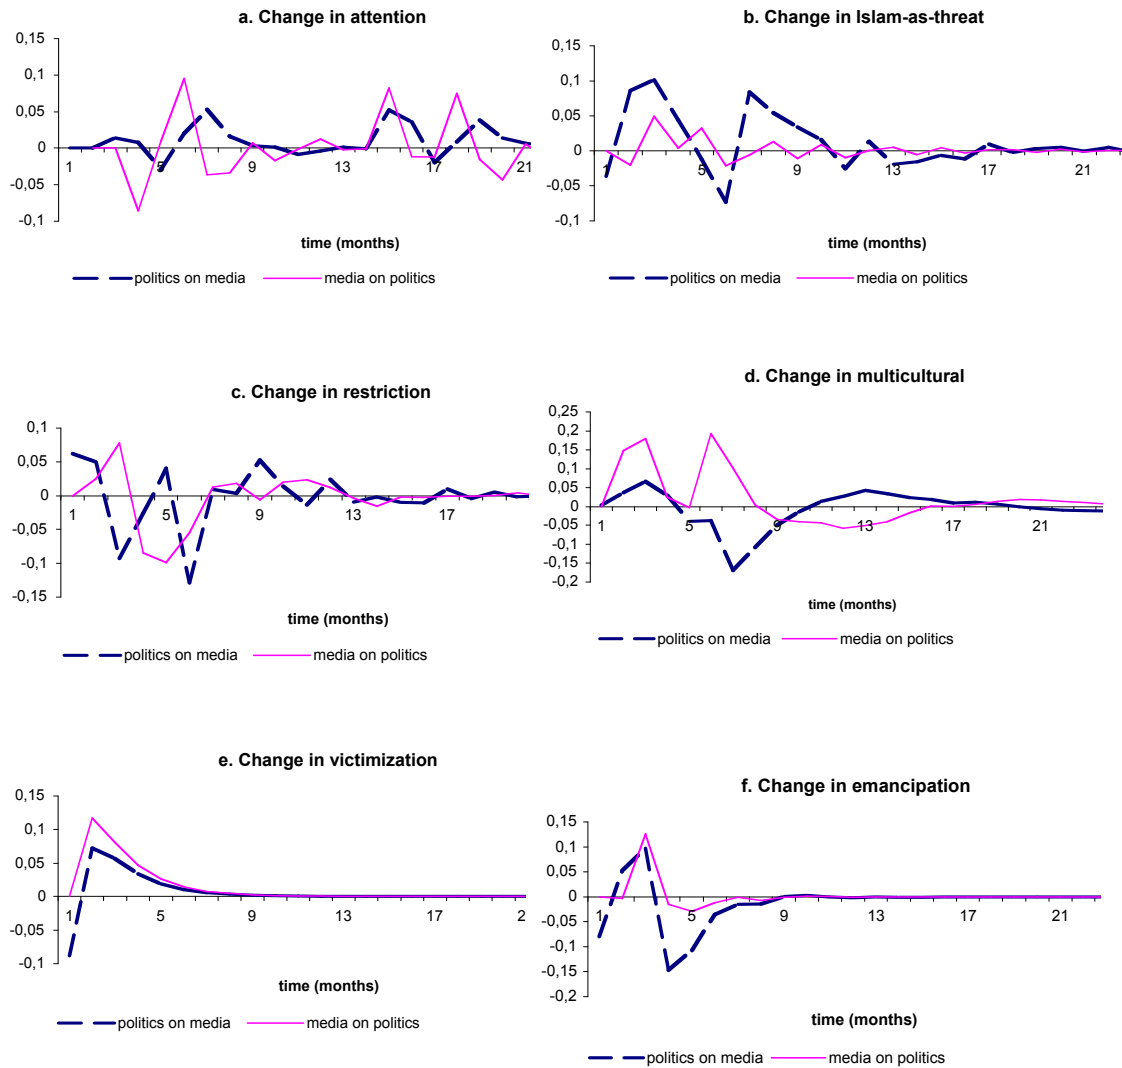 a. Change in attention
0,15
0,1
0,05
0
-0,05
-0,1
1 5 9 13 17 21
time (months)
politics on media media on politics
b. Change in Islam-as-threat
0,15
0,1
0,05
0
-0,05
-0,1
1 5 9 13 17 21
time (months)
politics on media media on politics
c. Change in restriction
0,1
0,05
0
-0,05
-0,1
-0,15
1 5 9 13 17
time (months)
politics on media media on politics
d. Change in multicultural
0,25
0,2
0,15
0,1
0,05
0
-0,05
-0,1
-0,15
-0,2
1 5 9 13 17 21
time (months)
politics on media media on politics
e. Change in victimization
0,15
0,1
0,05
0
-0,05
-0,1
1 5 9 13 17 2
time (months)
politics on media media on politics
f. Change in emancipation
0,15
0,1
0,05
0
-0,05
-0,1
-0,15
-0,2
1 5 9 13 17 21
time (months)
politics on media media on politics